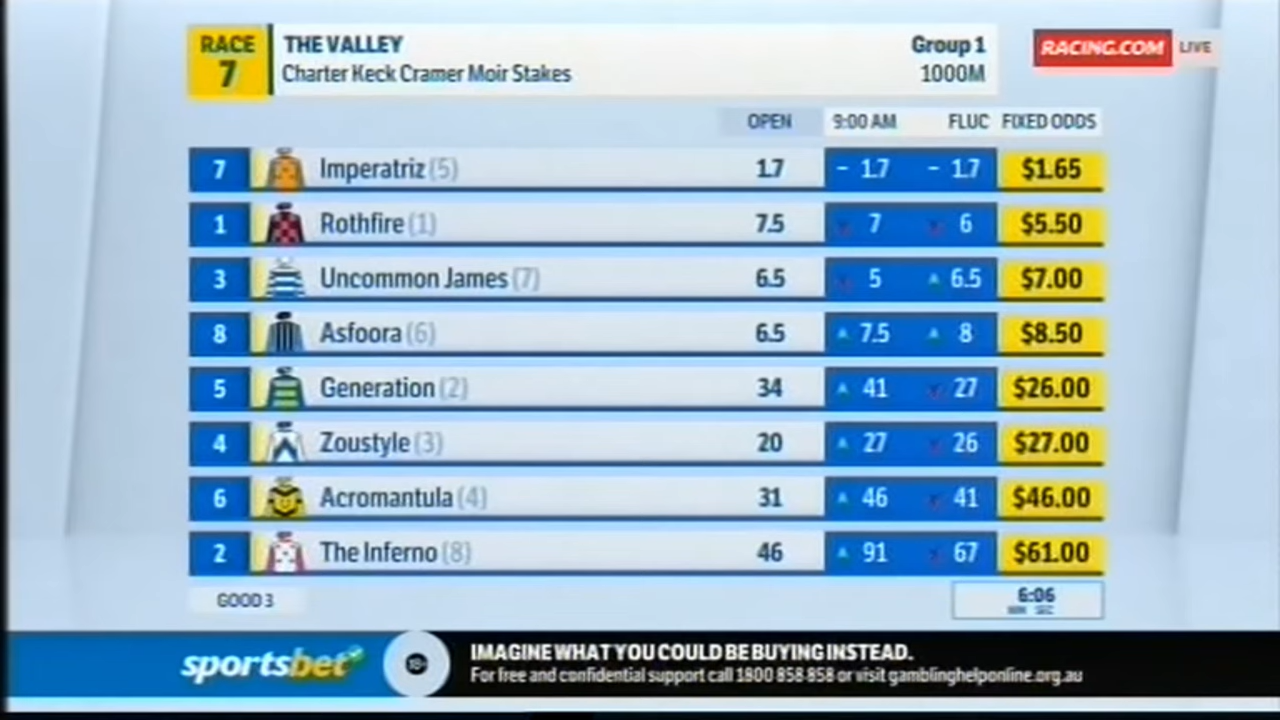 RACE 7
THE VALLEY
Group 1
Charter Keck Cramer Moir Stakes
1000M
RACING.COM LIVE
OPEN 9:00 AM FLUC FIXED ODDS
7 Imperatriz (5) 1.7 - 1.7 - 1.7 $1.65
1 Rothfire (1) 7.5 7 6 $5.50
3 Uncommon James (7) 6.5 5 6.5 $7.00
8 Asfoora (6) 6.5 7.5 8 $8.50
5 Generation (2) 34 41 27 $26.00
4 Zoustyle (3) 20 27 26 $27.00
6 Acromantula (4) 31 46 41 $46.00
2 The Inferno (8) 46 91 67 $61.00
GOOD 3
6:06
MIN SEC
sportsbet
18+
IMAGINE WHAT YOU COULD BE BUYING INSTEAD.
For free and confidential support call 1800 858 858 or visit gamblinghelponline.org.au